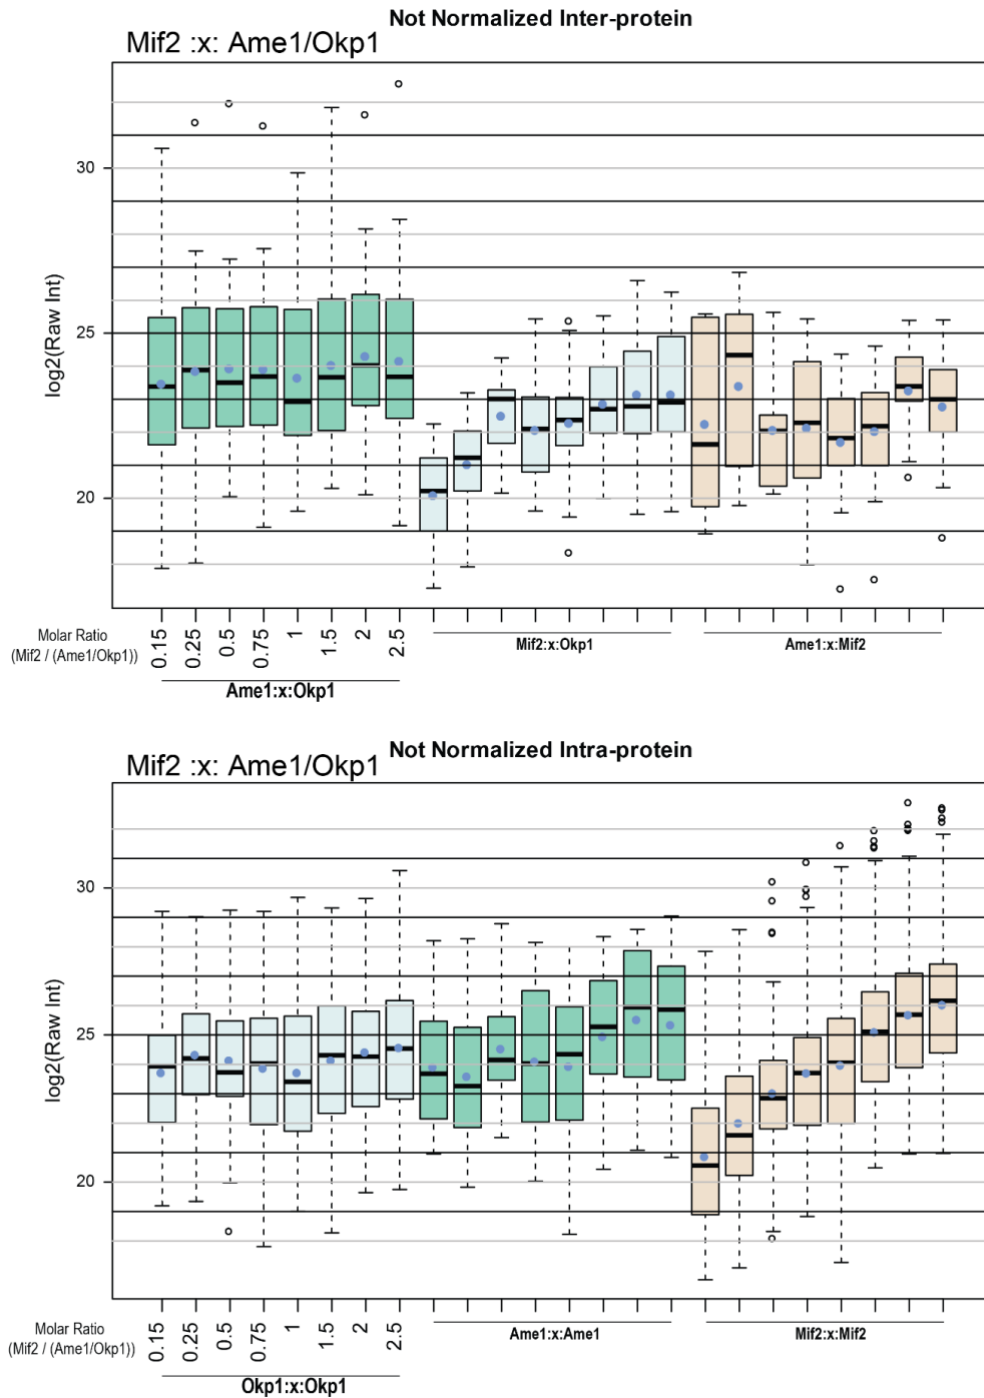 Not Normalized Inter-protein
Mif2 :x: Ame1/Okp1
log2(Raw Int)
30
25
20
Molar Ratio
(Mif2 / (Ame1/Okp1))
0.15
0.25
0.5
0.75
1
1.5
2
2.5
Ame1:x:Okp1
Mif2:x:Okp1
Ame1:x:Mif2
Not Normalized Intra-protein
Mif2 :x: Ame1/Okp1
log2(Raw Int)
30
25
20
Molar Ratio
(Mif2 / (Ame1/Okp1))
0.15
0.25
0.5
0.75
1
1.5
2
2.5
Okp1:x:Okp1
Ame1:x:Ame1
Mif2:x:Mif2